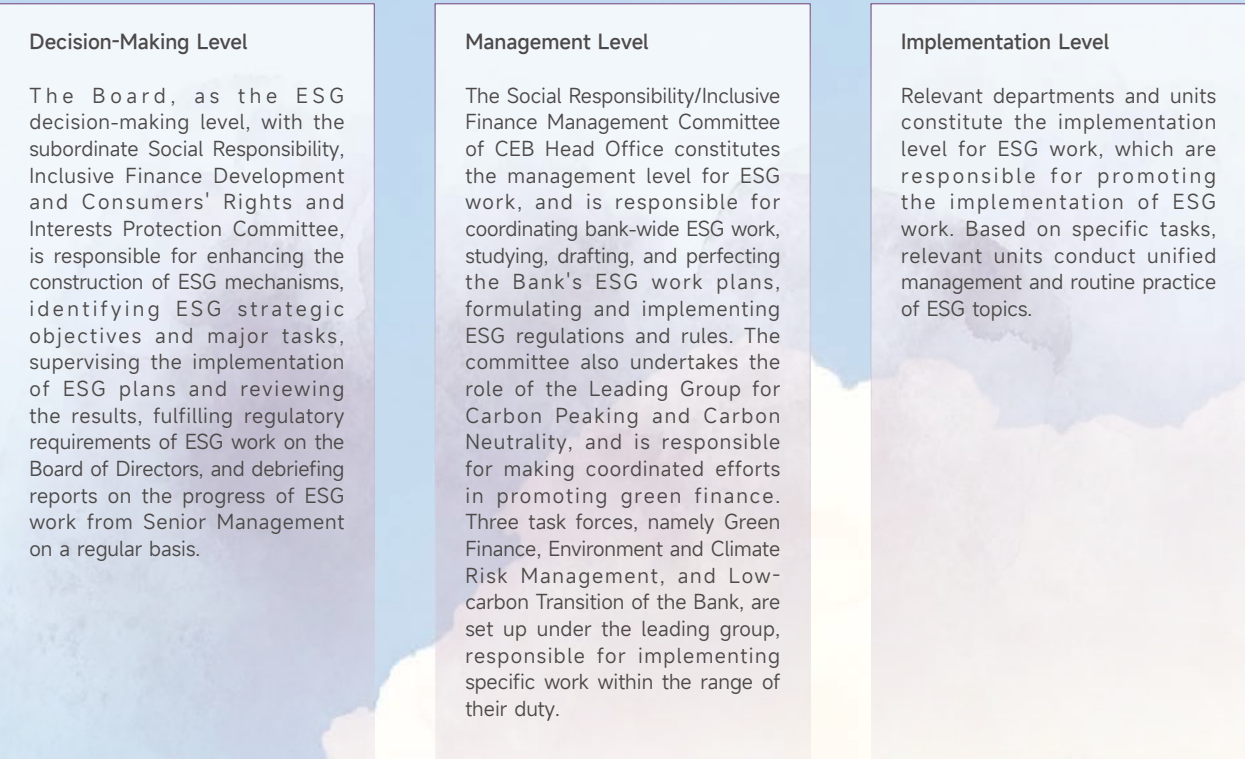 Decision-Making Level
The Board, as the ESG
decision-making level, with the
subordinate Social Responsibility,
Inclusive Finance Development
and Consumers' Rights and
Interests Protection Committee,
is responsible for enhancing the
construction of ESG mechanisms,
identifying ESG strategic
objectives and major tasks,
supervising the implementation
of ESG plans and reviewing
the results, fulfilling regulatory
requirements of ESG work on the
Board of Directors, and debriefing
reports on the progress of ESG
work from Senior Management
on a regular basis.
Management Level
The Social Responsibility/Inclusive
Finance Management Committee
of CEB Head Office constitutes
the management level for ESG
work, and is responsible for
coordinating bank-wide ESG work,
studying, drafting, and perfecting
the Bank's ESG work plans,
formulating and implementing
ESG regulations and rules. The
committee also undertakes the
role of the Leading Group for
Carbon Peaking and Carbon
Neutrality, and is responsible
for making coordinated efforts
in promoting green finance.
Three task forces, namely Green
Finance, Environment and Climate
Risk Management, and Low-
carbon Transition of the Bank, are
set up under the leading group,
responsible for implementing
specific work within the range of
their duty.
Implementation Level
Relevant departments and units
constitute the implementation
level for ESG work, which are
responsible for promoting
the implementation of ESG
work. Based on specific tasks,
relevant units conduct unified
management and routine practice
of ESG topics.